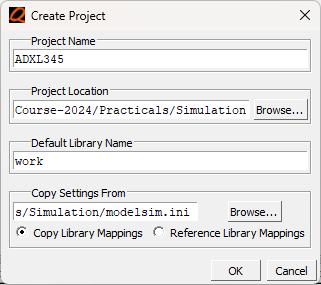 Create Project
Project Name
ADXL345
Project Location
Course-2024/Practicals/Simulation
Browse...
Default Library Name
work
Copy Settings From
s/Simulation/modelsim.ini
Browse...
Copy Library Mappings
Reference Library Mappings
OK
Cancel